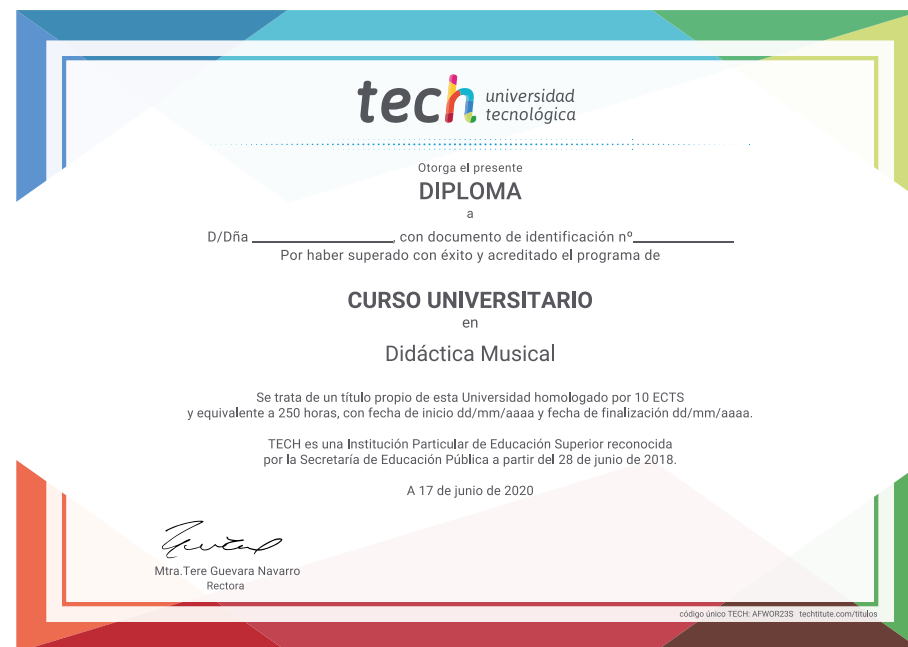 tech universidad
tecnológica
Otorga el presente
DIPLOMA
a
D/Dña ____________________, con documento de identificación nº______________
Por haber superado con éxito y acreditado el programa de
CURSO UNIVERSITARIO
en
Didáctica Musical
Se trata de un título propio de esta Universidad homologado por 10 ECTS
y equivalente a 250 horas, con fecha de inicio dd/mm/aaaa y fecha de finalización dd/mm/aaaa.
TECH es una Institución Particular de Educación Superior reconocida
por la Secretaría de Educación Pública a partir del 28 de junio de 2018.
A 17 de junio de 2020
Mtra.Tere Guevara Navarro
Rectora
código único TECH: AFWOR23S techtitute.com/titulos